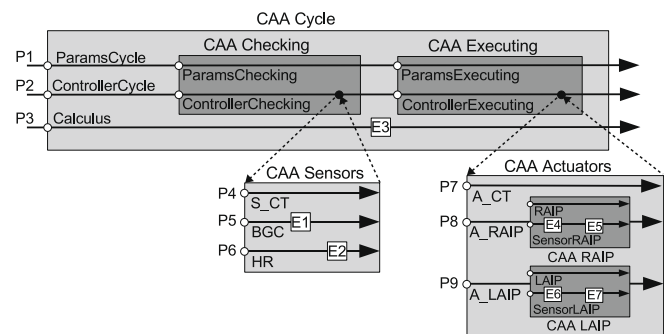 CAA Cycle
P1 ParamsCycle
CAA Checking
CAA Executing
ParamsChecking
ParamsExecuting
P2 ControllerCycle
ControllerChecking
ControllerExecuting
P3 Calculus
E3
CAA Sensors
P4
S_CT
P5
BGC
E1
P6
HR
E2
CAA Actuators
P7
A_CT
P8
A_RAIP
RAIP
E4
E5
SensorRAIP
CAA RAIP
P9
A_LAIP
LAIP
E6
E7
SensorLAIP
CAA LAIP